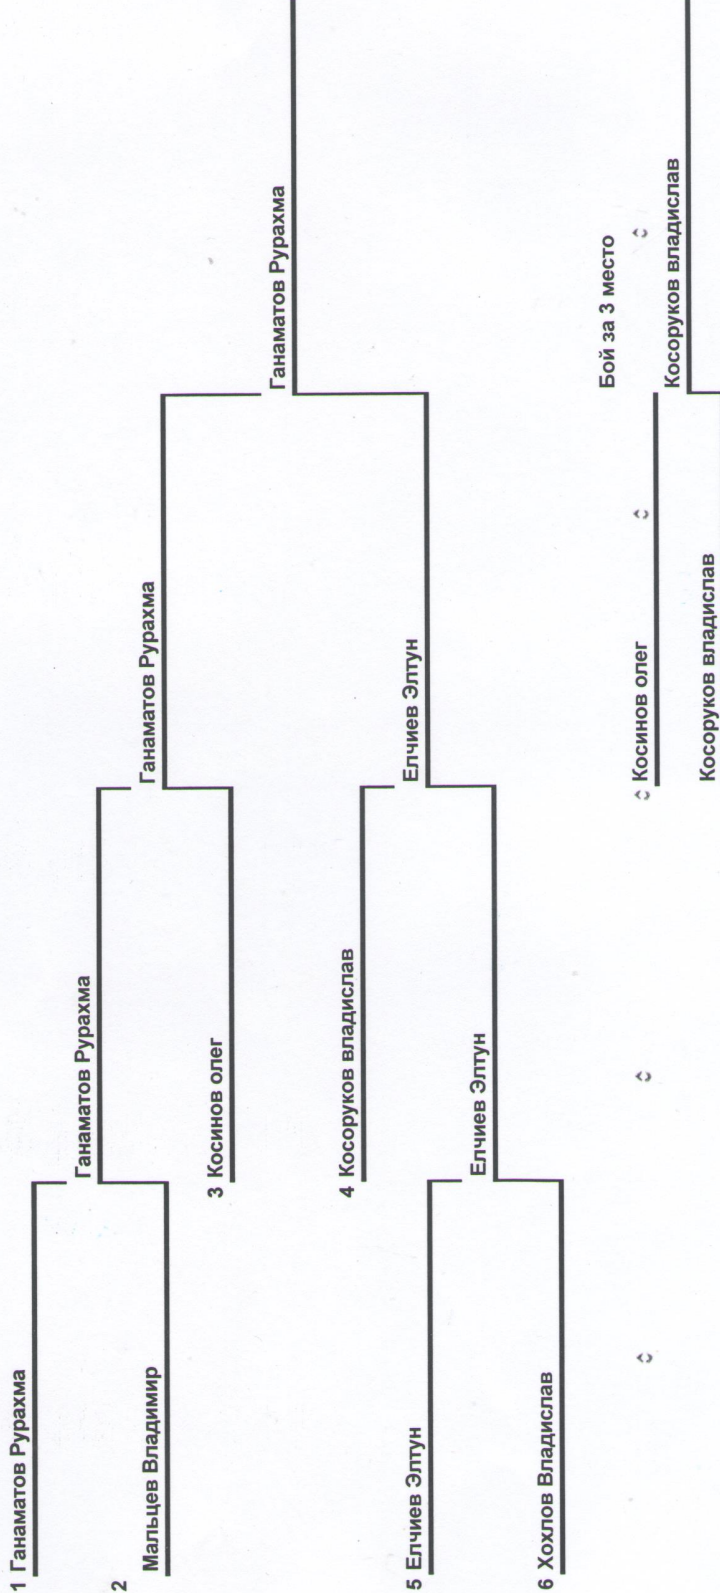 1 Ганаматов Рурахма
2
Мальцев Владимир
Ганаматов Рурахма
3 Косинов олег
Ганаматов Рурахма
4 Косоруков владислав
5 Елчиев Элтун
6 Хохлов Владислав
Елчиев Элтун
Елчиев Элтун
Ганаматов Рурахма
Бой за 3 место
Косинов олег
Косоруков владислав
Косоруков владислав